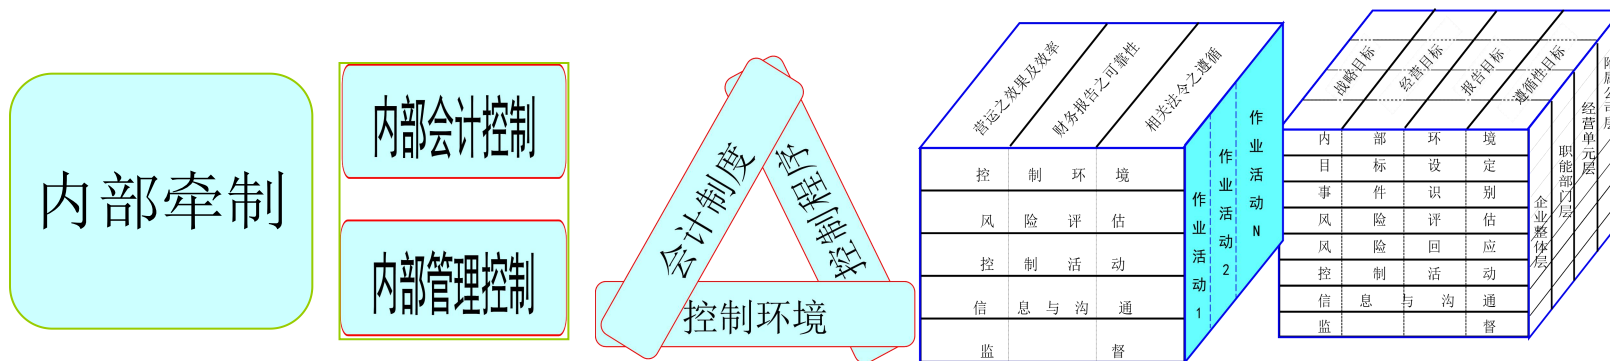 内部牵制
内部会计控制
内部管理控制
会计制度
控制程序
控制环境
营运之效果及效率
财务报告之可靠性
相关法令之遵循
控制环境
风险评估
控制活动
信息与沟通
监督
作业活动1
作业活动2
作业活动N
战略目标
经营目标
报告目标
遵循性目标
内部环境
目标设定
事件识别
风险评估
风险回应
控制活动
信息与沟通
监督
企业整体层
职能部门层
经营单元层
附属公司层